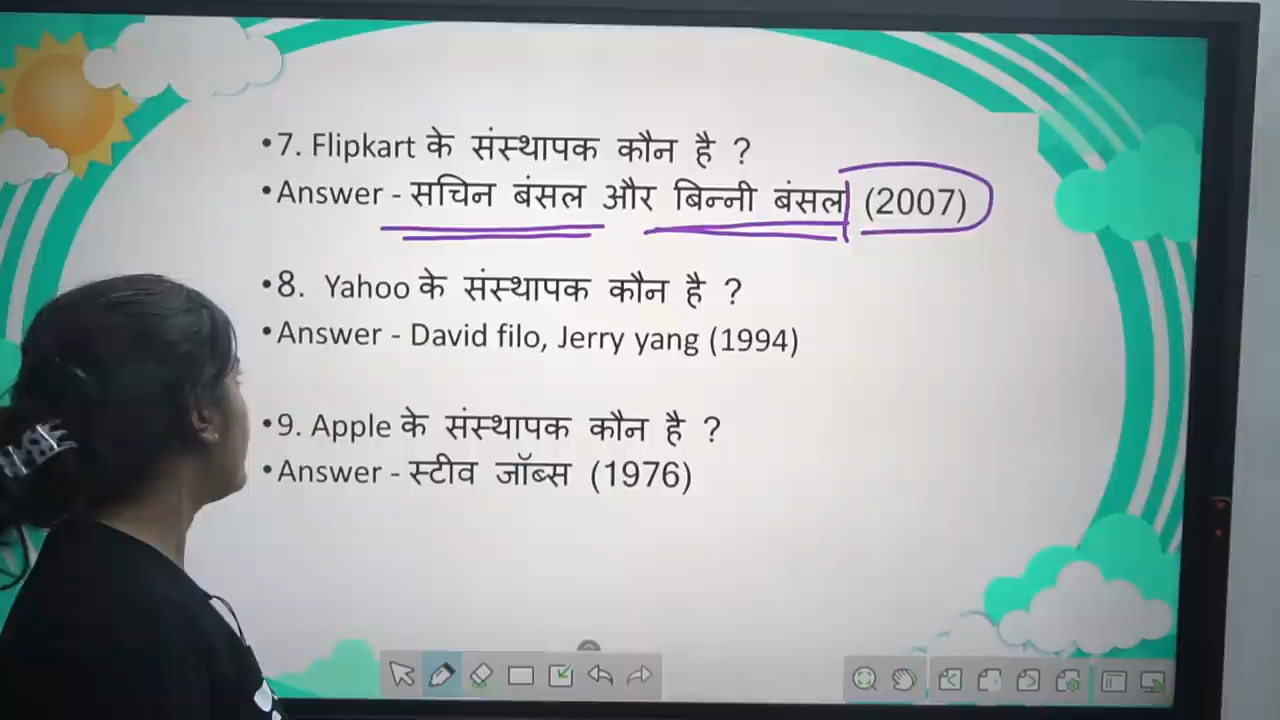 •7. Flipkart के संस्थापक कौन है ?
•Answer - सचिन बंसल और बिन्नी बंसल (2007)
•8. Yahoo के संस्थापक कौन है ?
•Answer - David filo, Jerry yang (1994)
•9. Apple के संस्थापक कौन है ?
•Answer - स्टीव जॉब्स (1976)